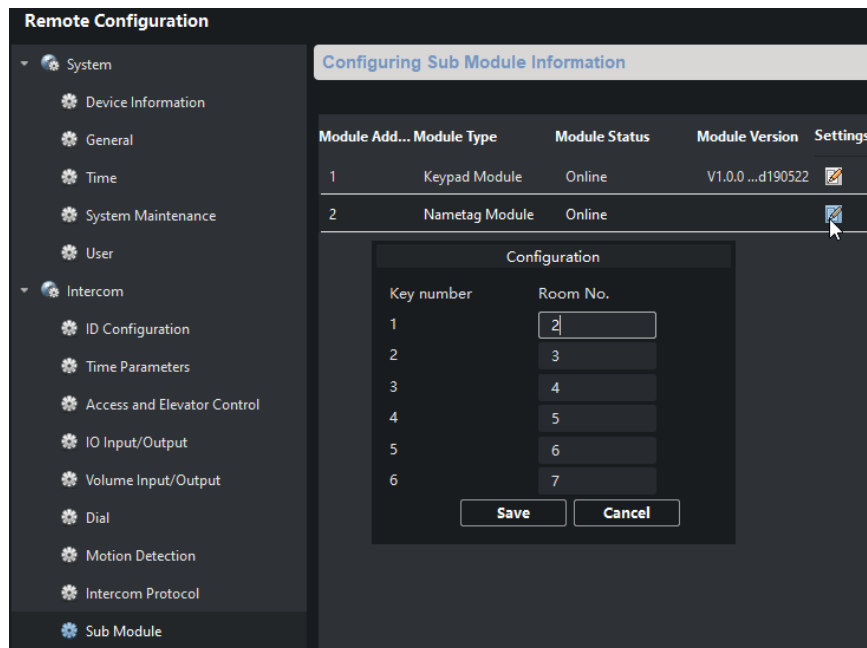 Remote Configuration
System
Device Information
General
Time
System Maintenance
User
Intercom
ID Configuration
Time Parameters
Access and Elevator Control
IO Input/Output
Volume Input/Output
Dial
Motion Detection
Intercom Protocol
Sub Module
Configuring Sub Module Information
Module Add... Module Type Module Status Module Version Settings
1 Keypad Module Online V1.0.0 ...d190522
2 Nametag Module Online
Configuration
Key number Room No.
1 2
2 3
3 4
4 5
5 6
6 7
Save Cancel